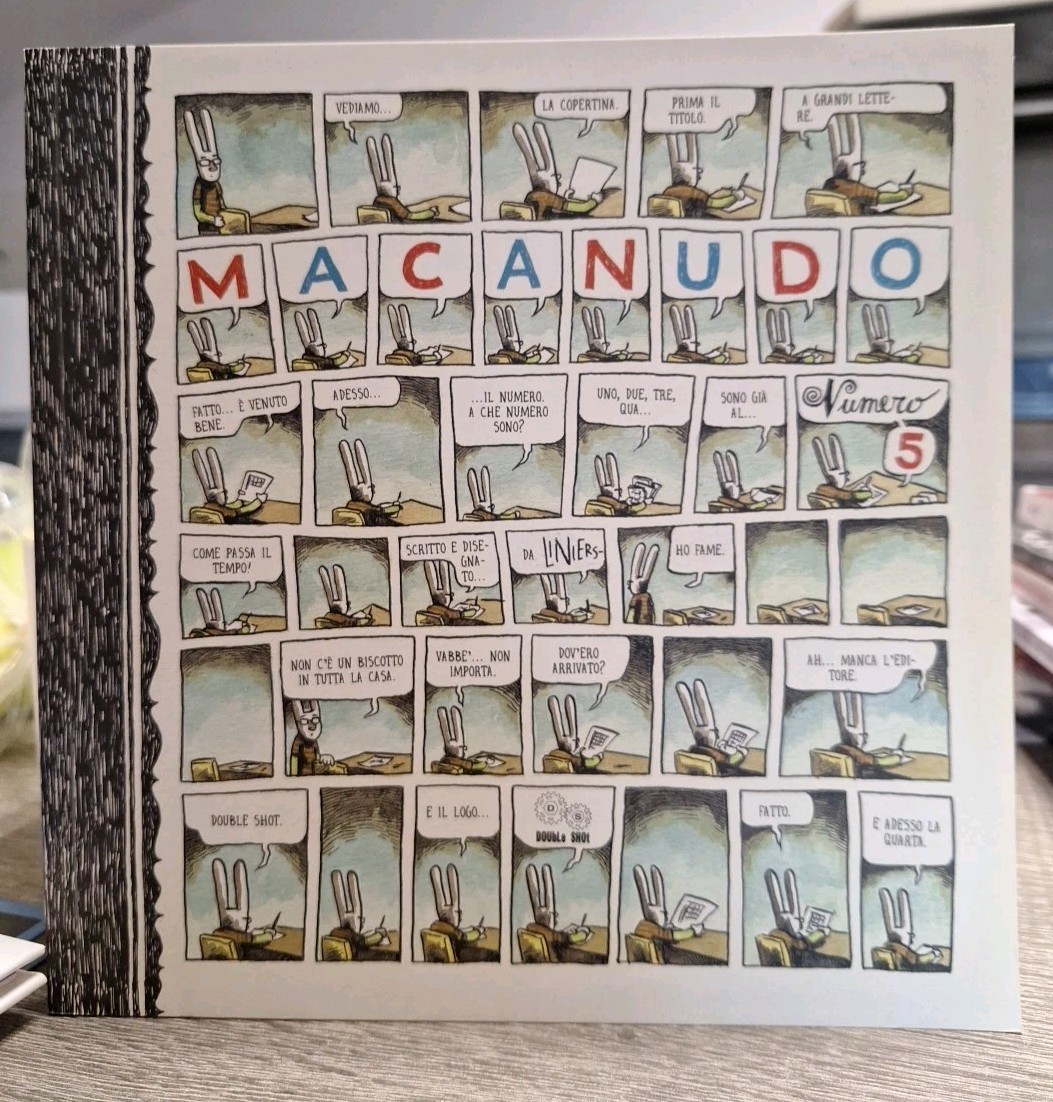 VEDIAMO...
LA COPERTINA.
PRIMA IL
TITOLO.
A GRANDI LETTE-
RE.
M
A
C
A
N
U
D
O
FATTO... È VENUTO
BENE.
ADESSO...
...IL NUMERO.
A CHE NUMERO
SONO?
UNO, DUE, TRE,
QUA...
SONO GIÀ
AL...
Numero
5
COME PASSA IL
TEMPO!
SCRITTO E DISE-
GNA-
TO...
DA LINIERS-
HO FAME.
NON C'È UN BISCOTTO
IN TUTTA LA CASA.
VABBE'... NON
IMPORTA.
DOV'ERO
ARRIVATO?
AH... MANCA L'EDI-
TORE.
DOUBLE SHOT.
E IL LOGO...
D S
DOUBLe SHOt
FATTO.
E ADESSO LA
QUARTA.